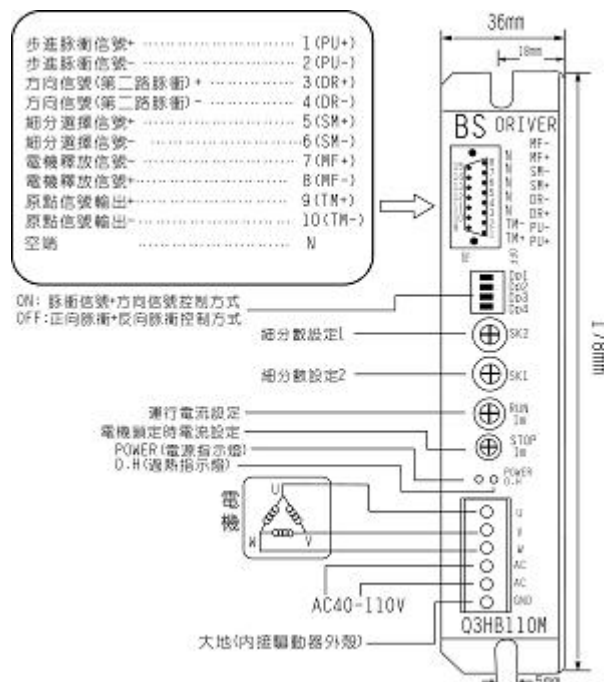 步進脈衝信號+ 1(PU+)
步進脈衝信號- 2(PU-)
方向信號(第二路脈衝)+ 3(DR+)
方向信號(第二路脈衝)- 4(DR-)
細分選擇信號+ 5(SM+)
細分選擇信號- 6(SM-)
電機釋放信號- 7(MF+)
電機釋放信號+ 8(MF-)
原點信號輸出+ 9(TM+)
原點信號輸出- 10(TM-)
空端 N
36mm
18mm
BS DRIVER
MF-
N MF+
N SM-
N SM+
N DR-
N DR+
TM- PU-
TM+ PU+
ON: 脈衝信號+方向信號控制方式
OFF:正向脈衝+反向脈衝控制方式
Dp1
Dp2
Dp3
Dp4
細分數設定1
SK2
細分數設定2
SK1
運行電流設定
RUN
Im
電機鎖定時電流設定
STOP
Im
POWER(電源指示燈)
POWER
O.H(過熱指示燈)
O.H
178mm
電機
U
W V
U
V
W
AC
AC
GND
AC40-110V
大地(內接驅動器外殼)
Q3HB110M
5mm